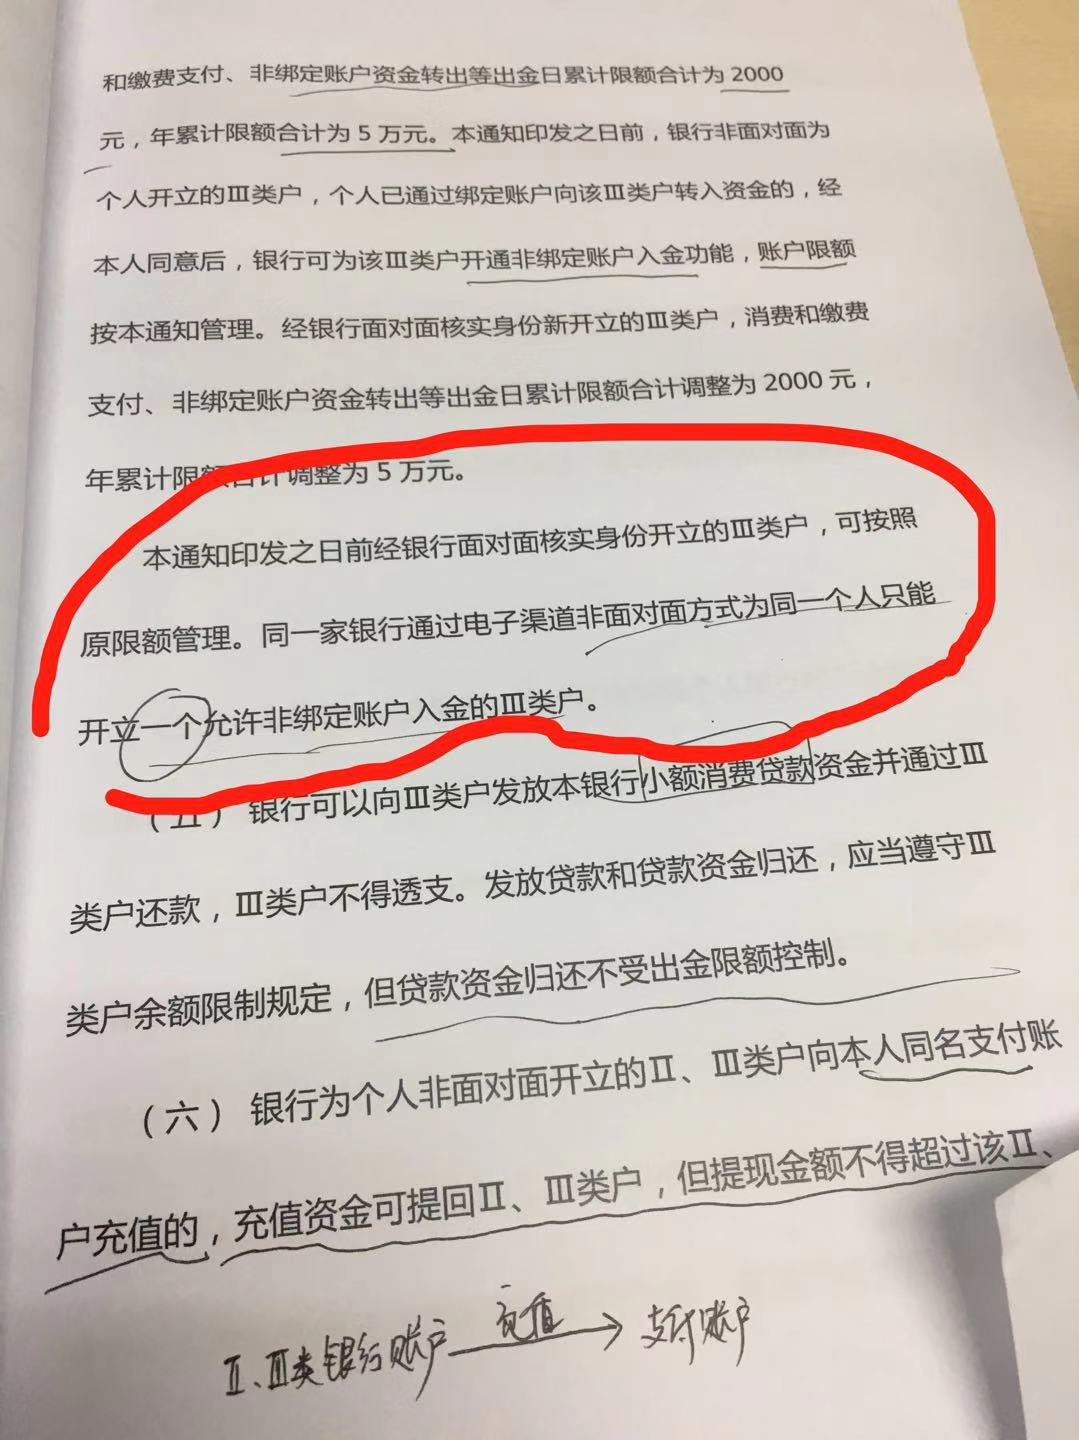 和缴费支付、非绑定账户资金转出等出金日累计限额合计为 2000
元，年累计限额合计为 5 万元。本通知印发之日前，银行非面对面为
个人开立的Ⅲ类户，个人已通过绑定账户向该Ⅲ类户转入资金的，经
本人同意后，银行可为该Ⅲ类户开通非绑定账户入金功能，账户限额
按本通知管理。经银行面对面核实身份新开立的Ⅲ类户，消费和缴费
支付、非绑定账户资金转出等出金日累计限额合计调整为 2000 元，
年累计限额合计调整为 5 万元。
本通知印发之日前经银行面对面核实身份开立的Ⅲ类户，可按照
原限额管理。同一家银行通过电子渠道非面对面方式为同一个人只能
开立一个允许非绑定账户入金的Ⅲ类户。
（五） 银行可以向Ⅲ类户发放本银行小额消费贷款资金并通过Ⅲ
类户还款，Ⅲ类户不得透支。发放贷款和贷款资金归还，应当遵守Ⅲ
类户余额限制规定，但贷款资金归还不受出金限额控制。
（六） 银行为个人非面对面开立的Ⅱ、Ⅲ类户向本人同名支付账
户充值的，充值资金可提回Ⅱ、Ⅲ类户，但提现金额不得超过该Ⅱ、
Ⅱ、Ⅲ类银行账户 充值 → 支付账户